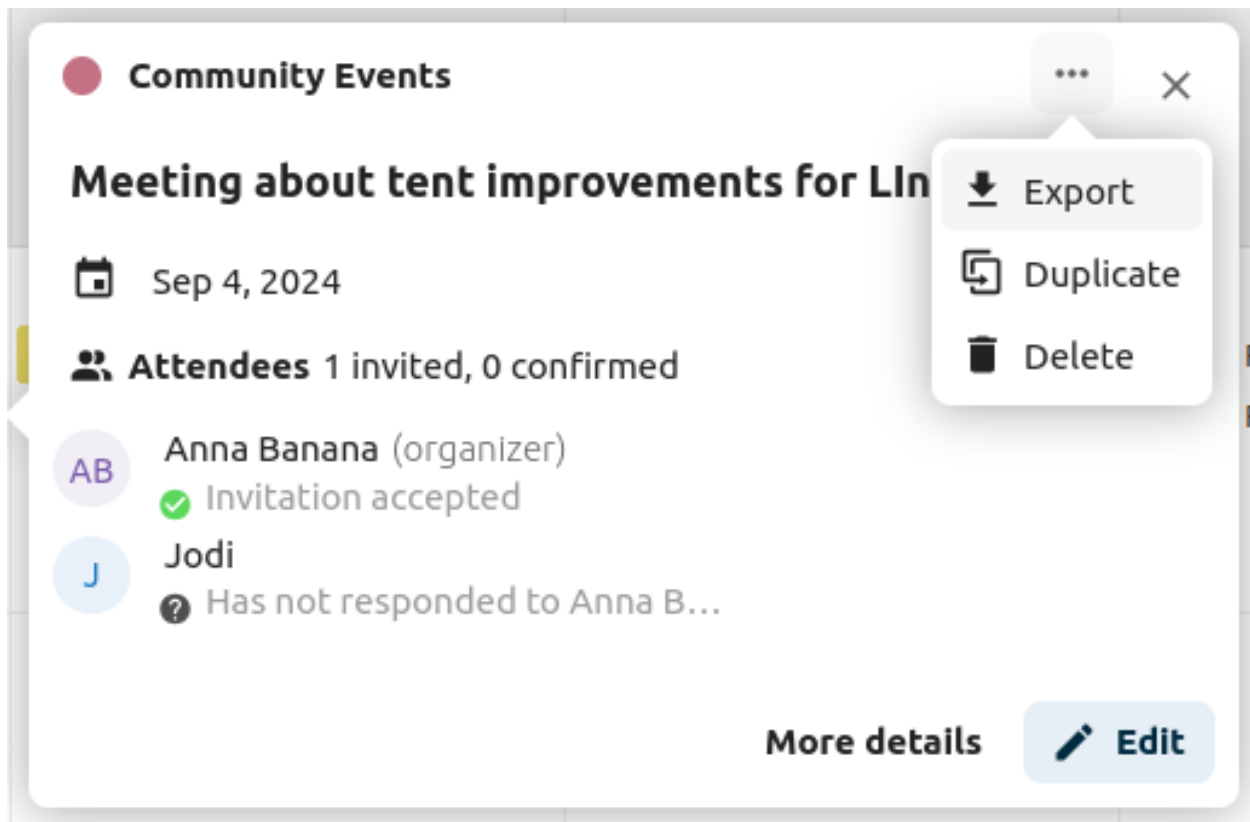 Community Events
Meeting about tent improvements for LIn
Export
Sep 4, 2024
Duplicate
Attendees 1 invited, 0 confirmed
Delete
AB
Anna Banana (organizer)
Invitation accepted
J
Jodi
Has not responded to Anna B...
More details
Edit